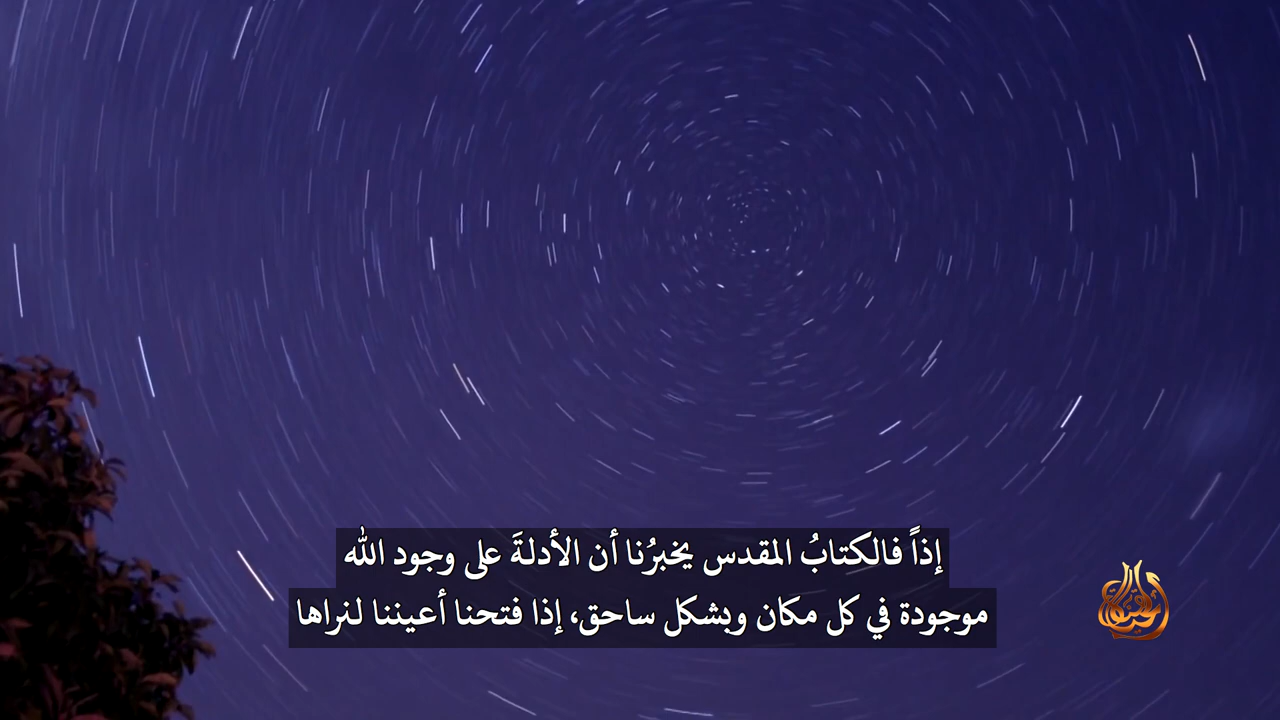 إذاً فالكتابُ المقدس يخبرُنا أن الأدلةَ على وجود الله
موجودة في كل مكان وبشكل ساحق، إذا فتحنا أعيننا لنراها